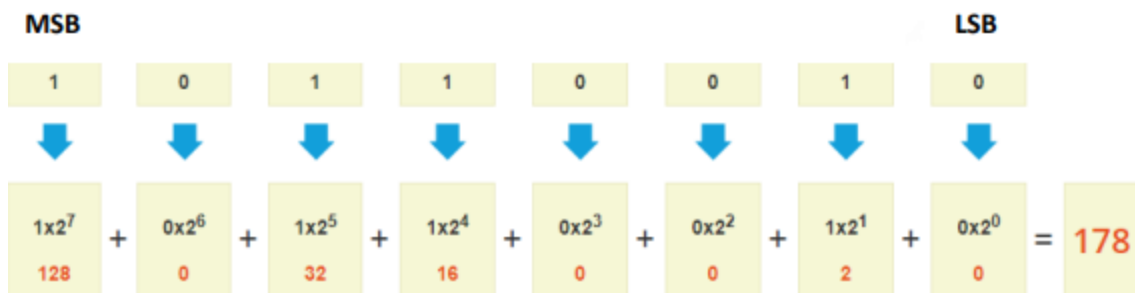 MSB LSB
1 0 1 1 0 0 1 0
1x2⁷ + 0x2⁶ + 1x2⁵ + 1x2⁴ + 0x2³ + 0x2² + 1x2¹ + 0x2⁰ = 178
128 0 32 16 0 0 2 0